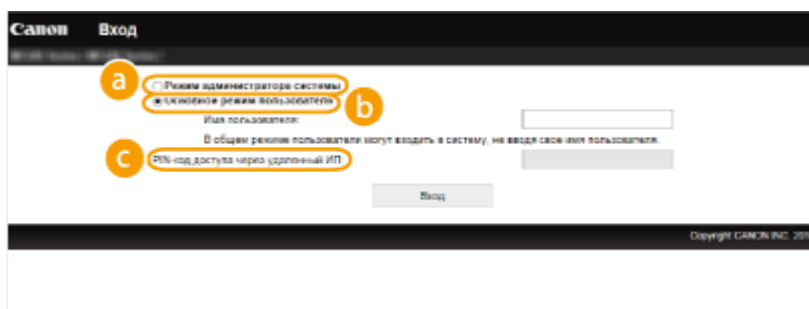 Canon Вход
a Режим администратора системы
Основной режим пользователя b
Имя пользователя:
В общем режиме пользователи могут входить в систему, не вводя свое имя пользователя.
c PIN-код доступа через удаленный ИП:
Вход
Copyright CANON INC. 201